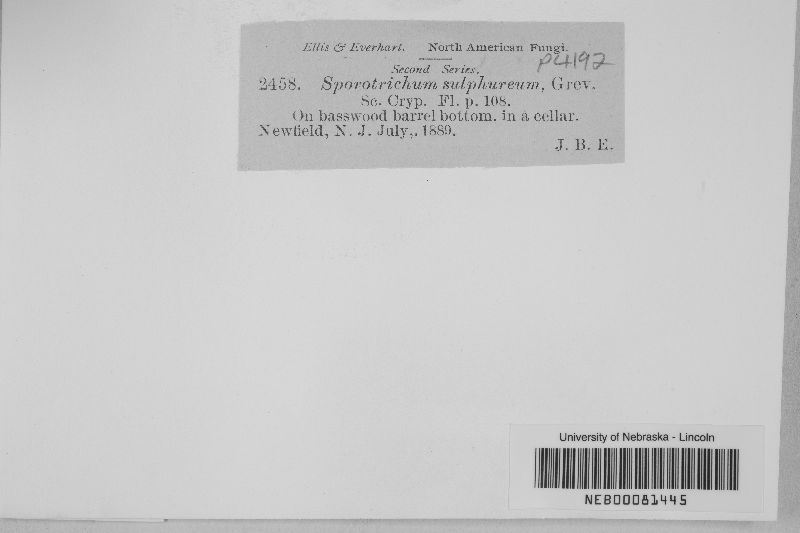 Ellis & Everhart. North American Fungi.
Second Series.
P4192
2458. Sporotrichum sulphureum, Grev.
Sc. Cryp. Fl. p. 108.
On basswood barrel bottom. in a cellar.
Newfield, N. J. July,. 1889.
J. B. E.
University of Nebraska - Lincoln
NEB00081445